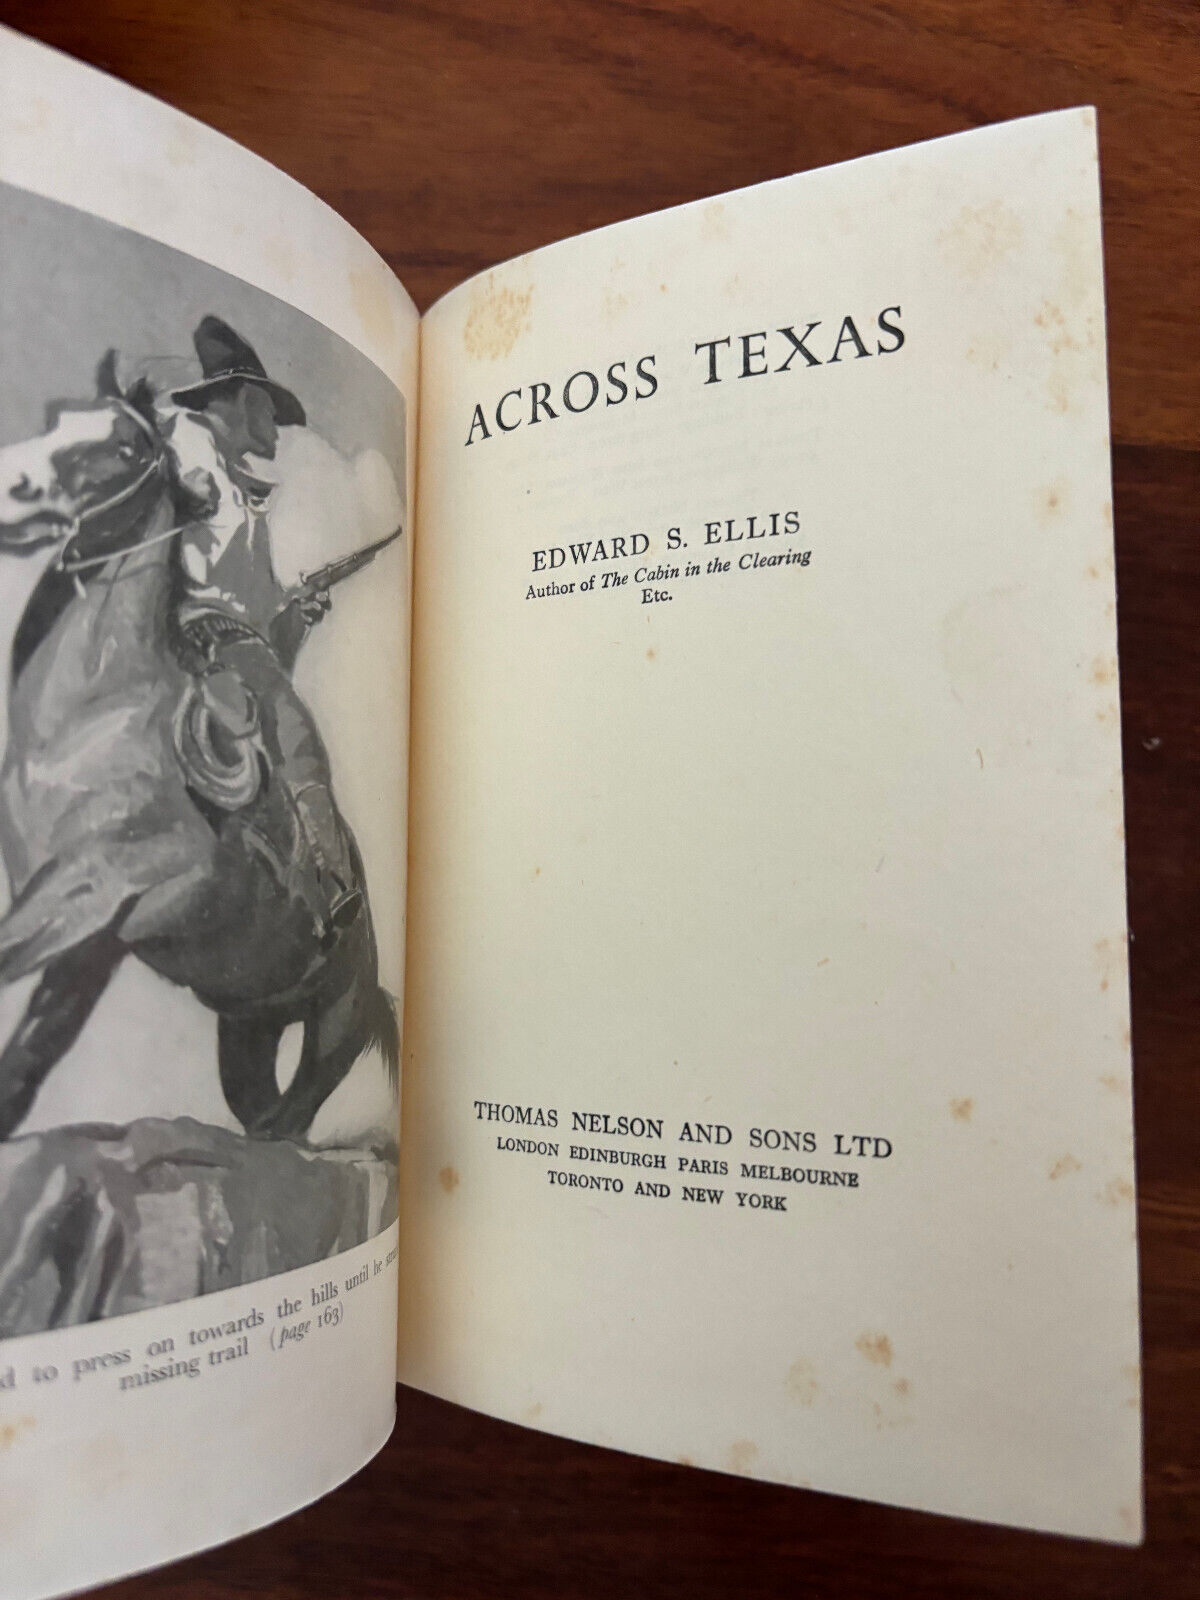 to press on towards the hills until he
missing trail (page 163)
ACROSS TEXAS
EDWARD S. ELLIS
Author of The Cabin in the Clearing
Etc.
THOMAS NELSON AND SONS LTD
LONDON EDINBURGH PARIS MELBOURNE
TORONTO AND NEW YORK